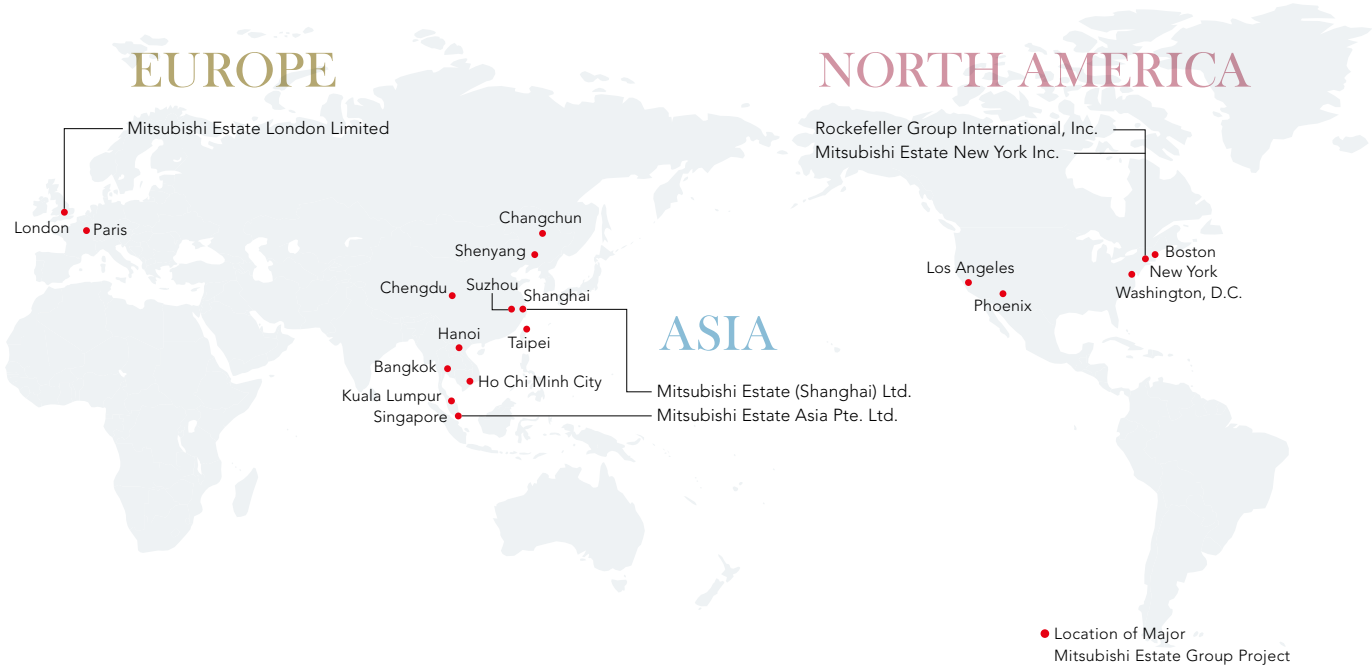 EUROPE
Mitsubishi Estate London Limited
London
Paris
Changchun
Shenyang
Suzhou
Chengdu
Shanghai
Hanoi
Taipei
Bangkok
Ho Chi Minh City
Kuala Lumpur
Singapore
ASIA
Mitsubishi Estate (Shanghai) Ltd.
Mitsubishi Estate Asia Pte. Ltd.
NORTH AMERICA
Rockefeller Group International, Inc.
Mitsubishi Estate New York Inc.
Boston
New York
Washington, D.C.
Los Angeles
Phoenix
Location of Major
Mitsubishi Estate Group Project